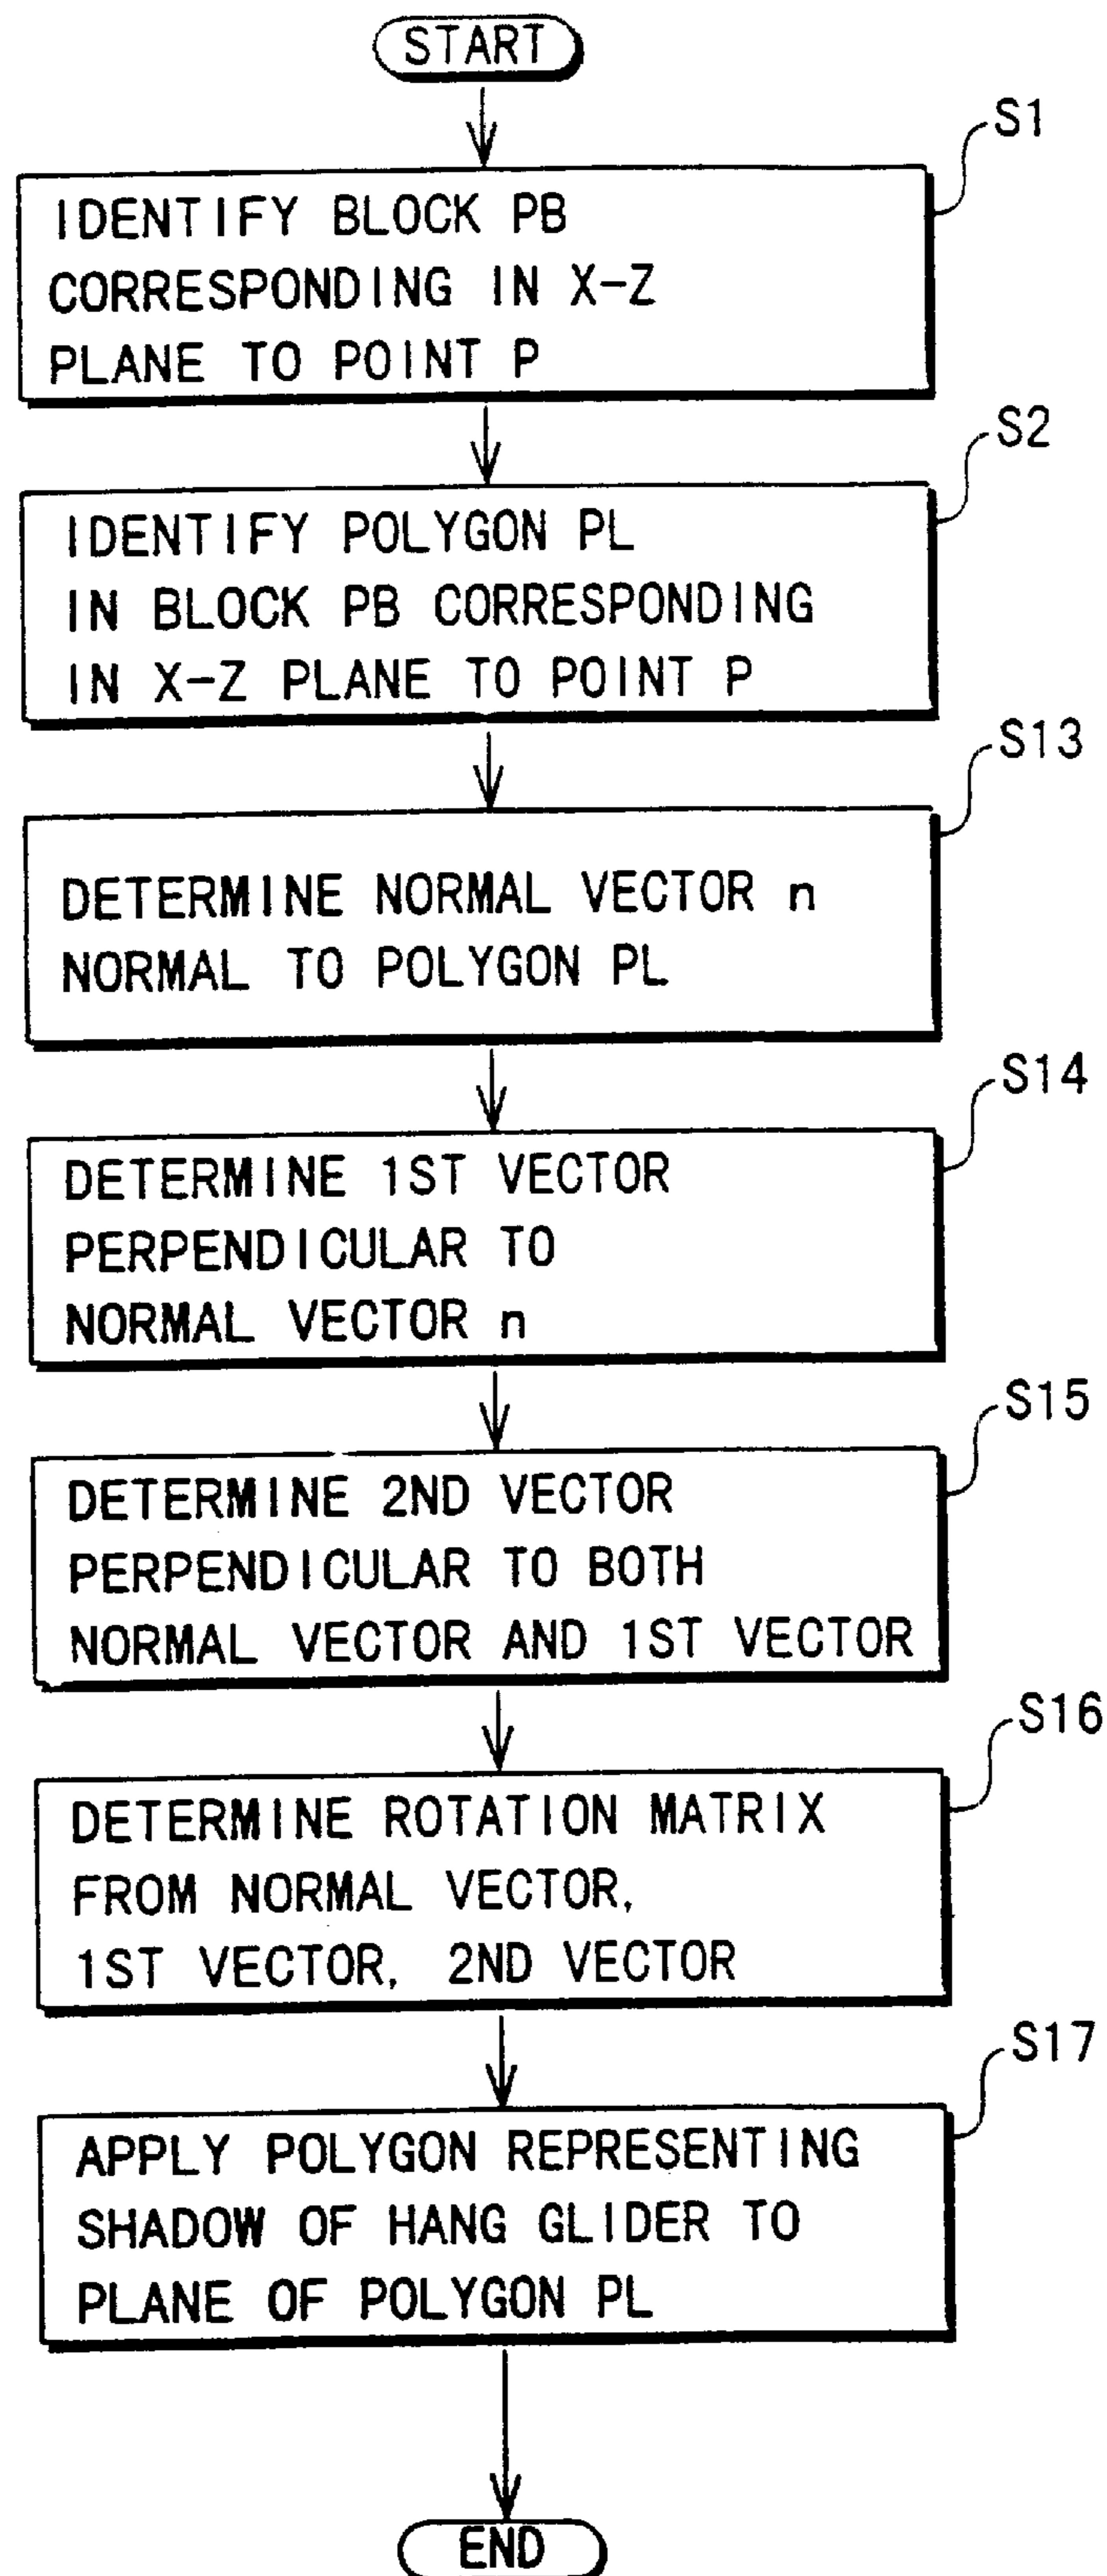 START
S1
IDENTIFY BLOCK PB
CORRESPONDING IN X-Z
PLANE TO POINT P
S2
IDENTIFY POLYGON PL
IN BLOCK PB CORRESPONDING
IN X-Z PLANE TO POINT P
S13
DETERMINE NORMAL VECTOR n
NORMAL TO POLYGON PL
S14
DETERMINE 1ST VECTOR
PERPENDICULAR TO
NORMAL VECTOR n
S15
DETERMINE 2ND VECTOR
PERPENDICULAR TO BOTH
NORMAL VECTOR AND 1ST VECTOR
S16
DETERMINE ROTATION MATRIX
FROM NORMAL VECTOR,
1ST VECTOR, 2ND VECTOR
S17
APPLY POLYGON REPRESENTING
SHADOW OF HANG GLIDER TO
PLANE OF POLYGON PL
END